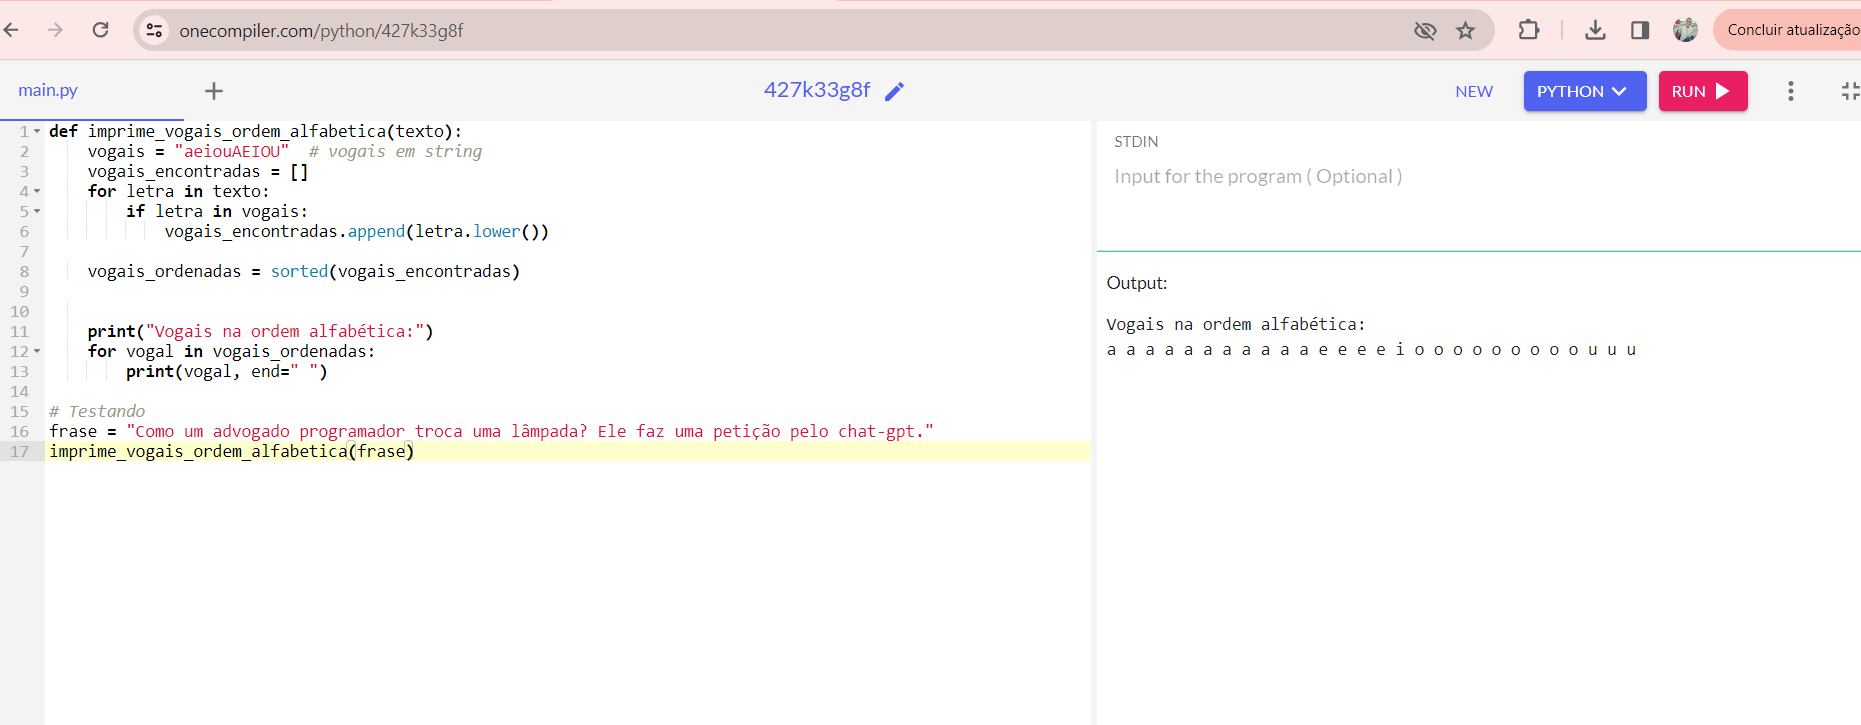 onecompiler.com/python/427k33g8f
Concluir atualização
main.py
+
427k33g8f
NEW
PYTHON
RUN
1 def imprime_vogais_ordem_alfabetica(texto):
2 vogais = "aeiouAEIOU"  # vogais em string
3 vogais_encontradas = []
4 for letra in texto:
5 if letra in vogais:
6 vogais_encontradas.append(letra.lower())
7
8 vogais_ordenadas = sorted(vogais_encontradas)
9
10
11 print("Vogais na ordem alfabética:")
12 for vogal in vogais_ordenadas:
13 print(vogal, end=" ")
14
15 # Testando
16 frase = "Como um advogado programador troca uma lâmpada? Ele faz uma petição pelo chat-gpt."
17 imprime_vogais_ordem_alfabetica(frase)
STDIN
Input for the program ( Optional )
Output:
Vogais na ordem alfabética:
a a a a a a a a a a a e e e e i o o o o o o o o o u u u